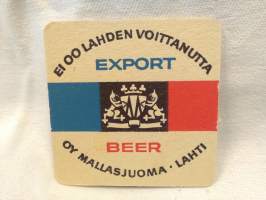 EI OO LAHDEN VOITTANUTTA
EXPORT
BEER
OY MALLASJUOMA · LAHTI